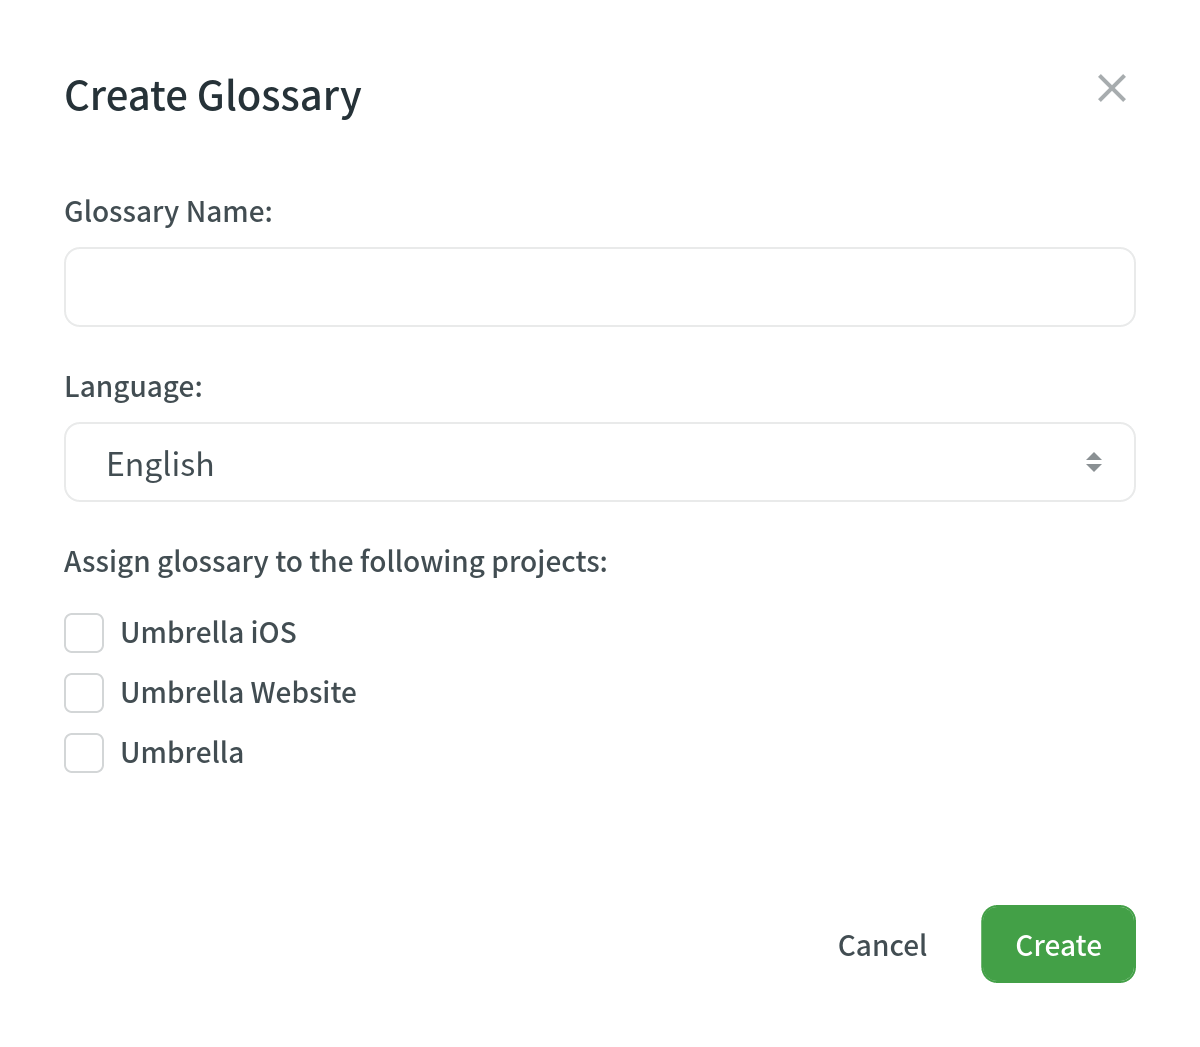 Create Glossary
Glossary Name:
Language:
English
Assign glossary to the following projects:
Umbrella iOS
Umbrella Website
Umbrella
Cancel
Create